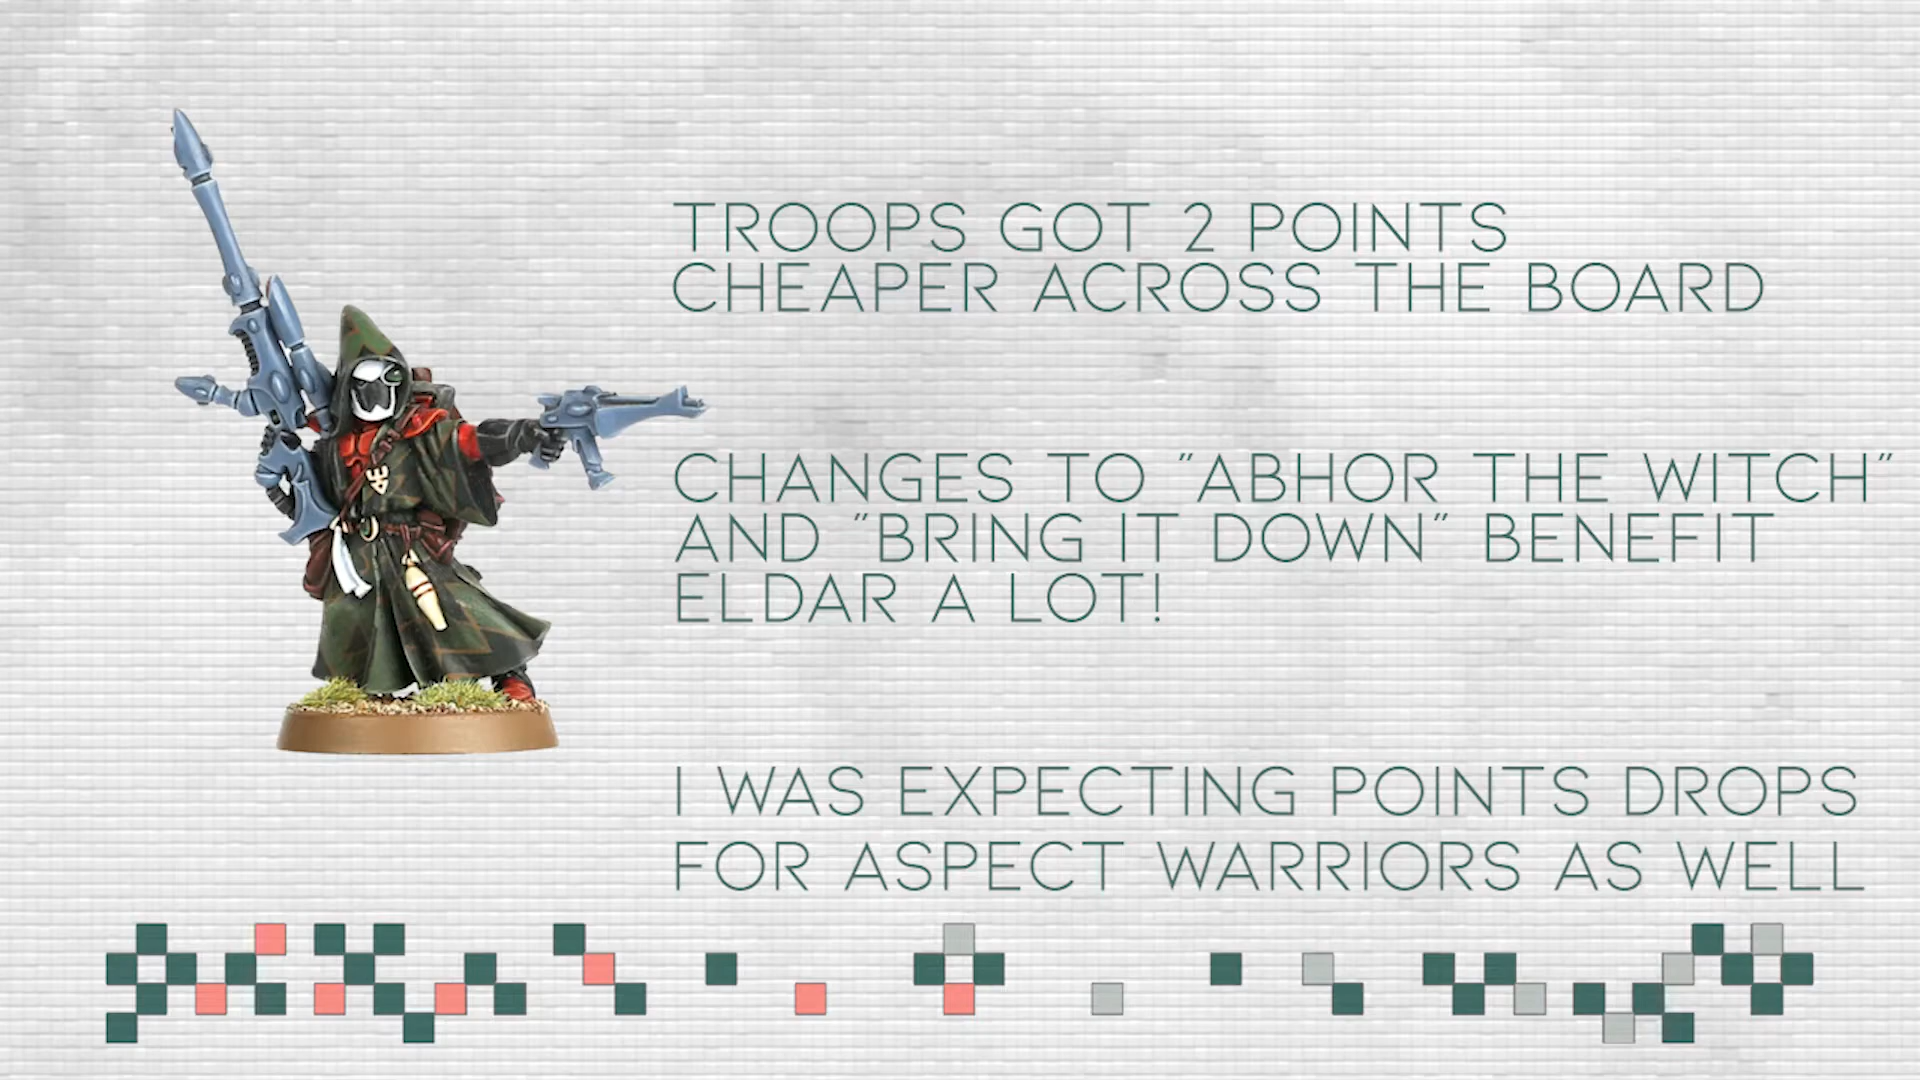 TROOPS GOT 2 POINTS
CHEAPER ACROSS THE BOARD
CHANGES TO "ABHOR THE WITCH"
AND "BRING IT DOWN" BENEFIT
ELDAR A LOT!
I WAS EXPECTING POINTS DROPS
FOR ASPECT WARRIORS AS WELL